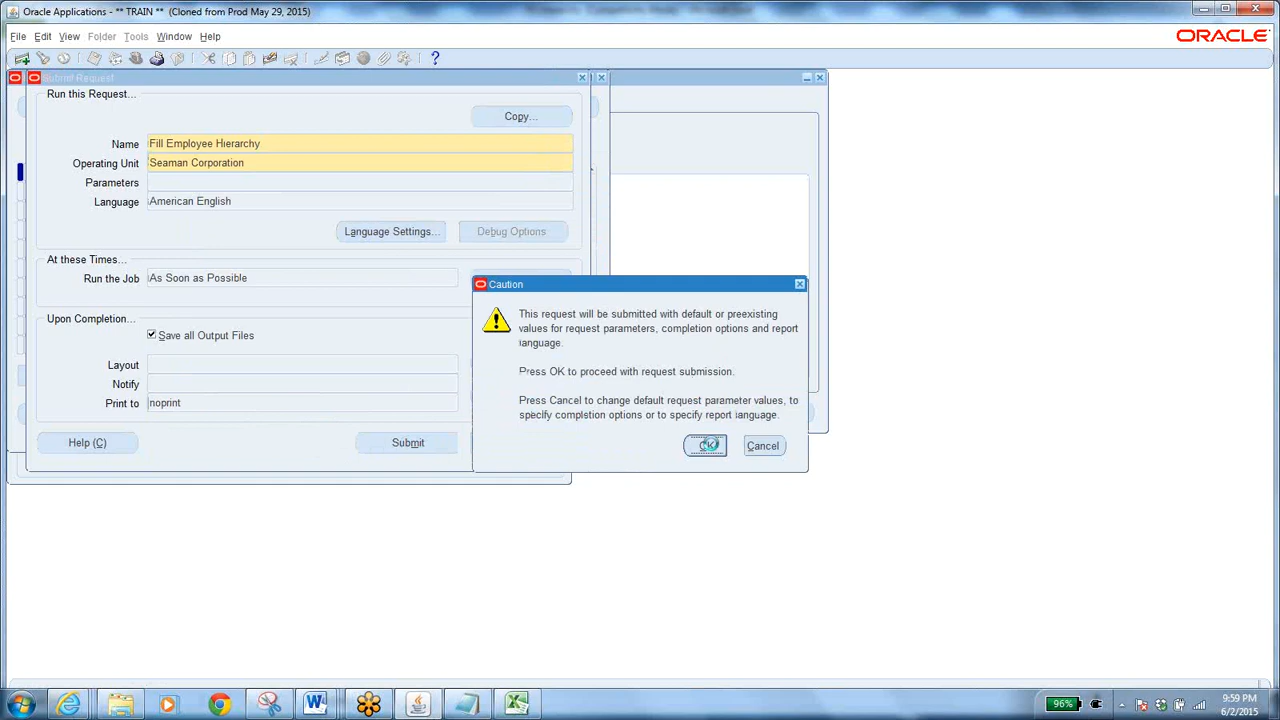 Oracle Applications - ** TRAIN ** (Cloned from Prod May 29, 2015)
File Edit View Folder Tools Window Help
ORACLE
Submit Request
Run this Request...
Copy...
Name Fill Employee Hierarchy
Operating Unit Seaman Corporation
Parameters
Language American English
Language Settings... Debug Options
At these Times...
Run the Job As Soon as Possible
Upon Completion...
Save all Output Files
Layout
Notify
Print to noprint
Help (C) Submit
Caution
This request will be submitted with default or preexisting
values for request parameters, completion options and report
language.
Press OK to proceed with request submission.
Press Cancel to change default request parameter values, to
specify completion options or to specify report language.
OK Cancel
96%
9:59 PM
6/2/2015